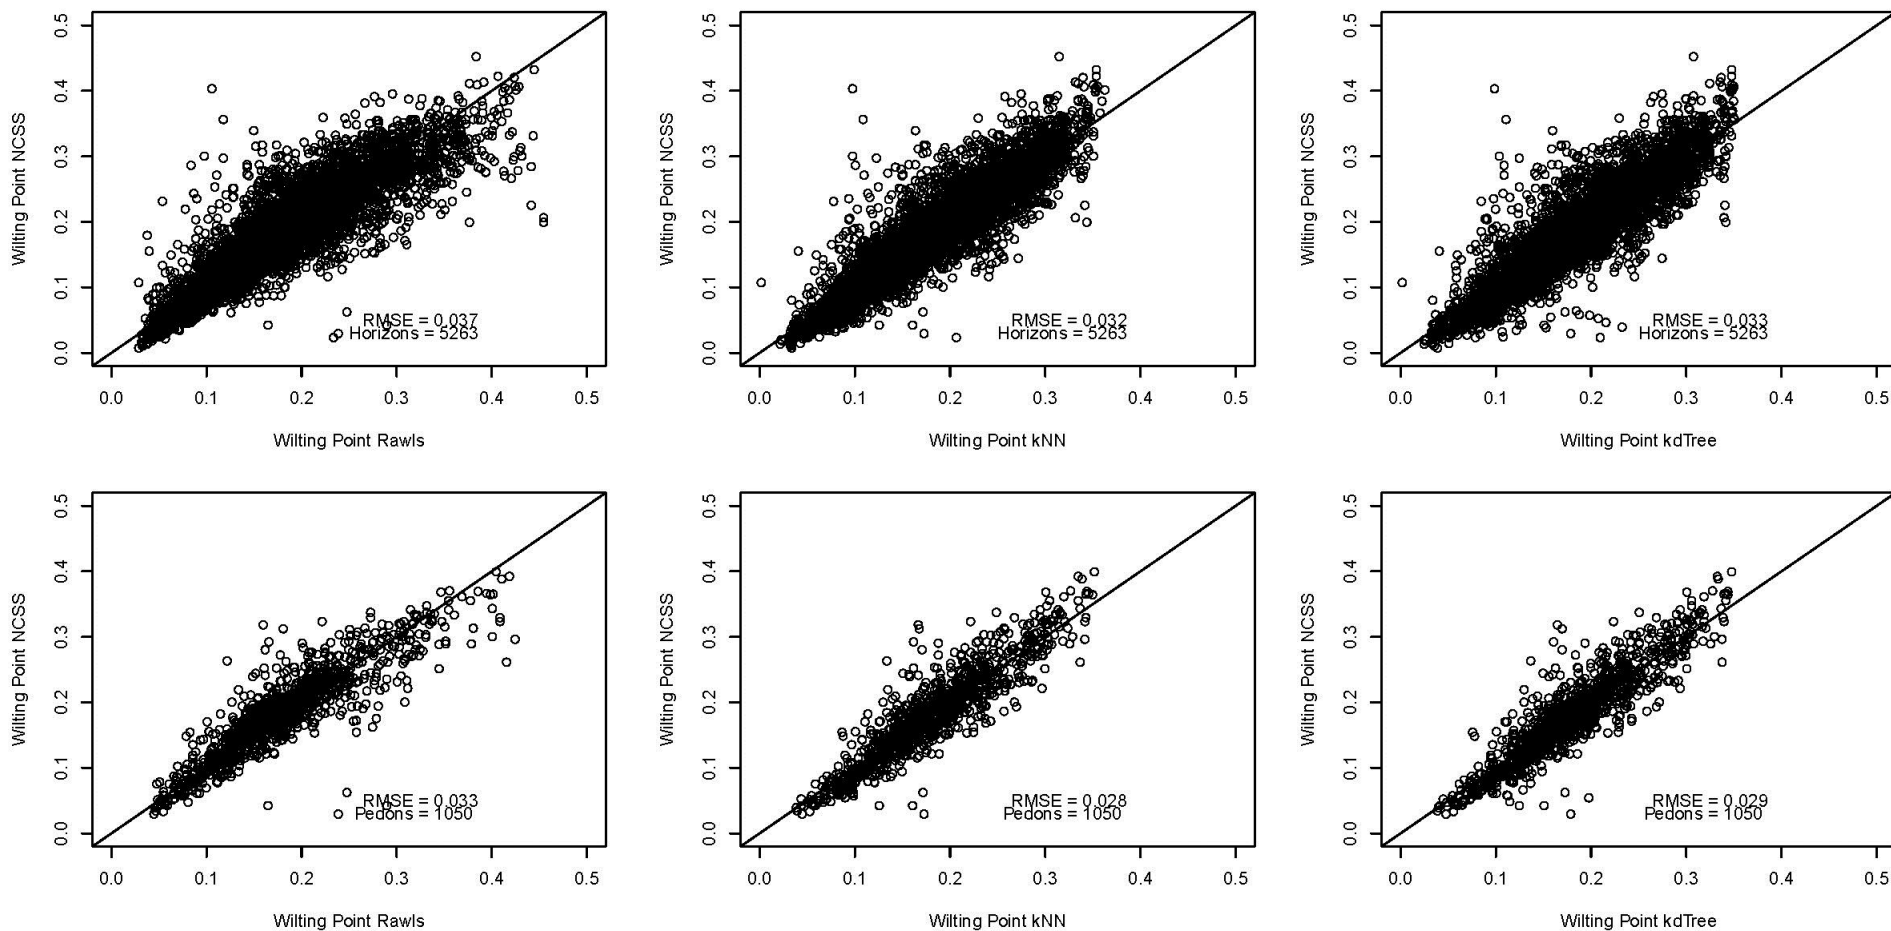 0.5
0.4
0.3
0.2
0.1
0.0
Wilting Point NCSS
RMSE = 0.037
Horizons = 5263
0.0 0.1 0.2 0.3 0.4 0.5
Wilting Point Rawls
0.5
0.4
0.3
0.2
0.1
0.0
Wilting Point NCSS
RMSE = 0.032
Horizons = 5263
0.0 0.1 0.2 0.3 0.4 0.5
Wilting Point kNN
0.5
0.4
0.3
0.2
0.1
0.0
Wilting Point NCSS
RMSE = 0.033
Horizons = 5263
0.0 0.1 0.2 0.3 0.4 0.5
Wilting Point kdTree
0.5
0.4
0.3
0.2
0.1
0.0
Wilting Point NCSS
RMSE = 0.033
Pedons = 1050
0.0 0.1 0.2 0.3 0.4 0.5
Wilting Point Rawls
0.5
0.4
0.3
0.2
0.1
0.0
Wilting Point NCSS
RMSE = 0.028
Pedons = 1050
0.0 0.1 0.2 0.3 0.4 0.5
Wilting Point kNN
0.5
0.4
0.3
0.2
0.1
0.0
Wilting Point NCSS
RMSE = 0.029
Pedons = 1050
0.0 0.1 0.2 0.3 0.4 0.5
Wilting Point kdTree